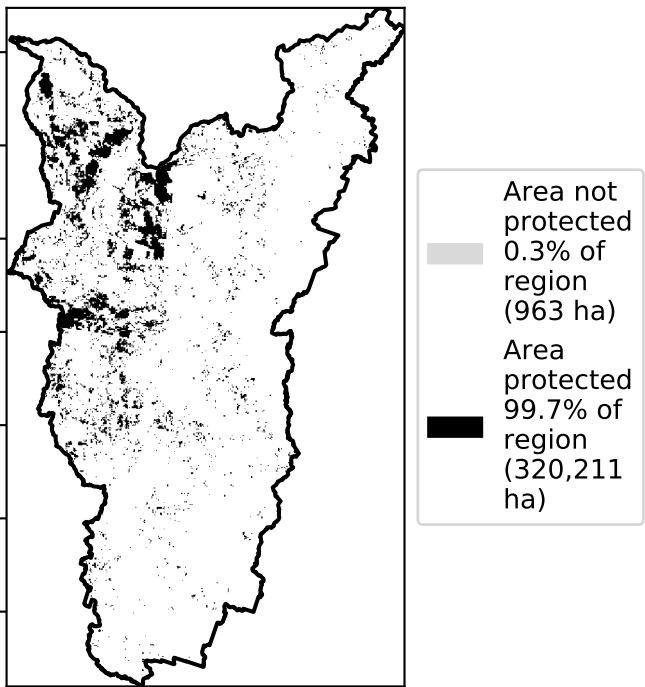 Area not
protected
0.3% of
region
(963 ha)
Area
protected
99.7% of
region
(320,211
ha)